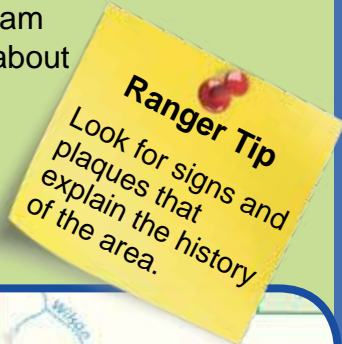 am
about
Ranger Tip
Look for signs and
plaques that
explain the history
of the area.